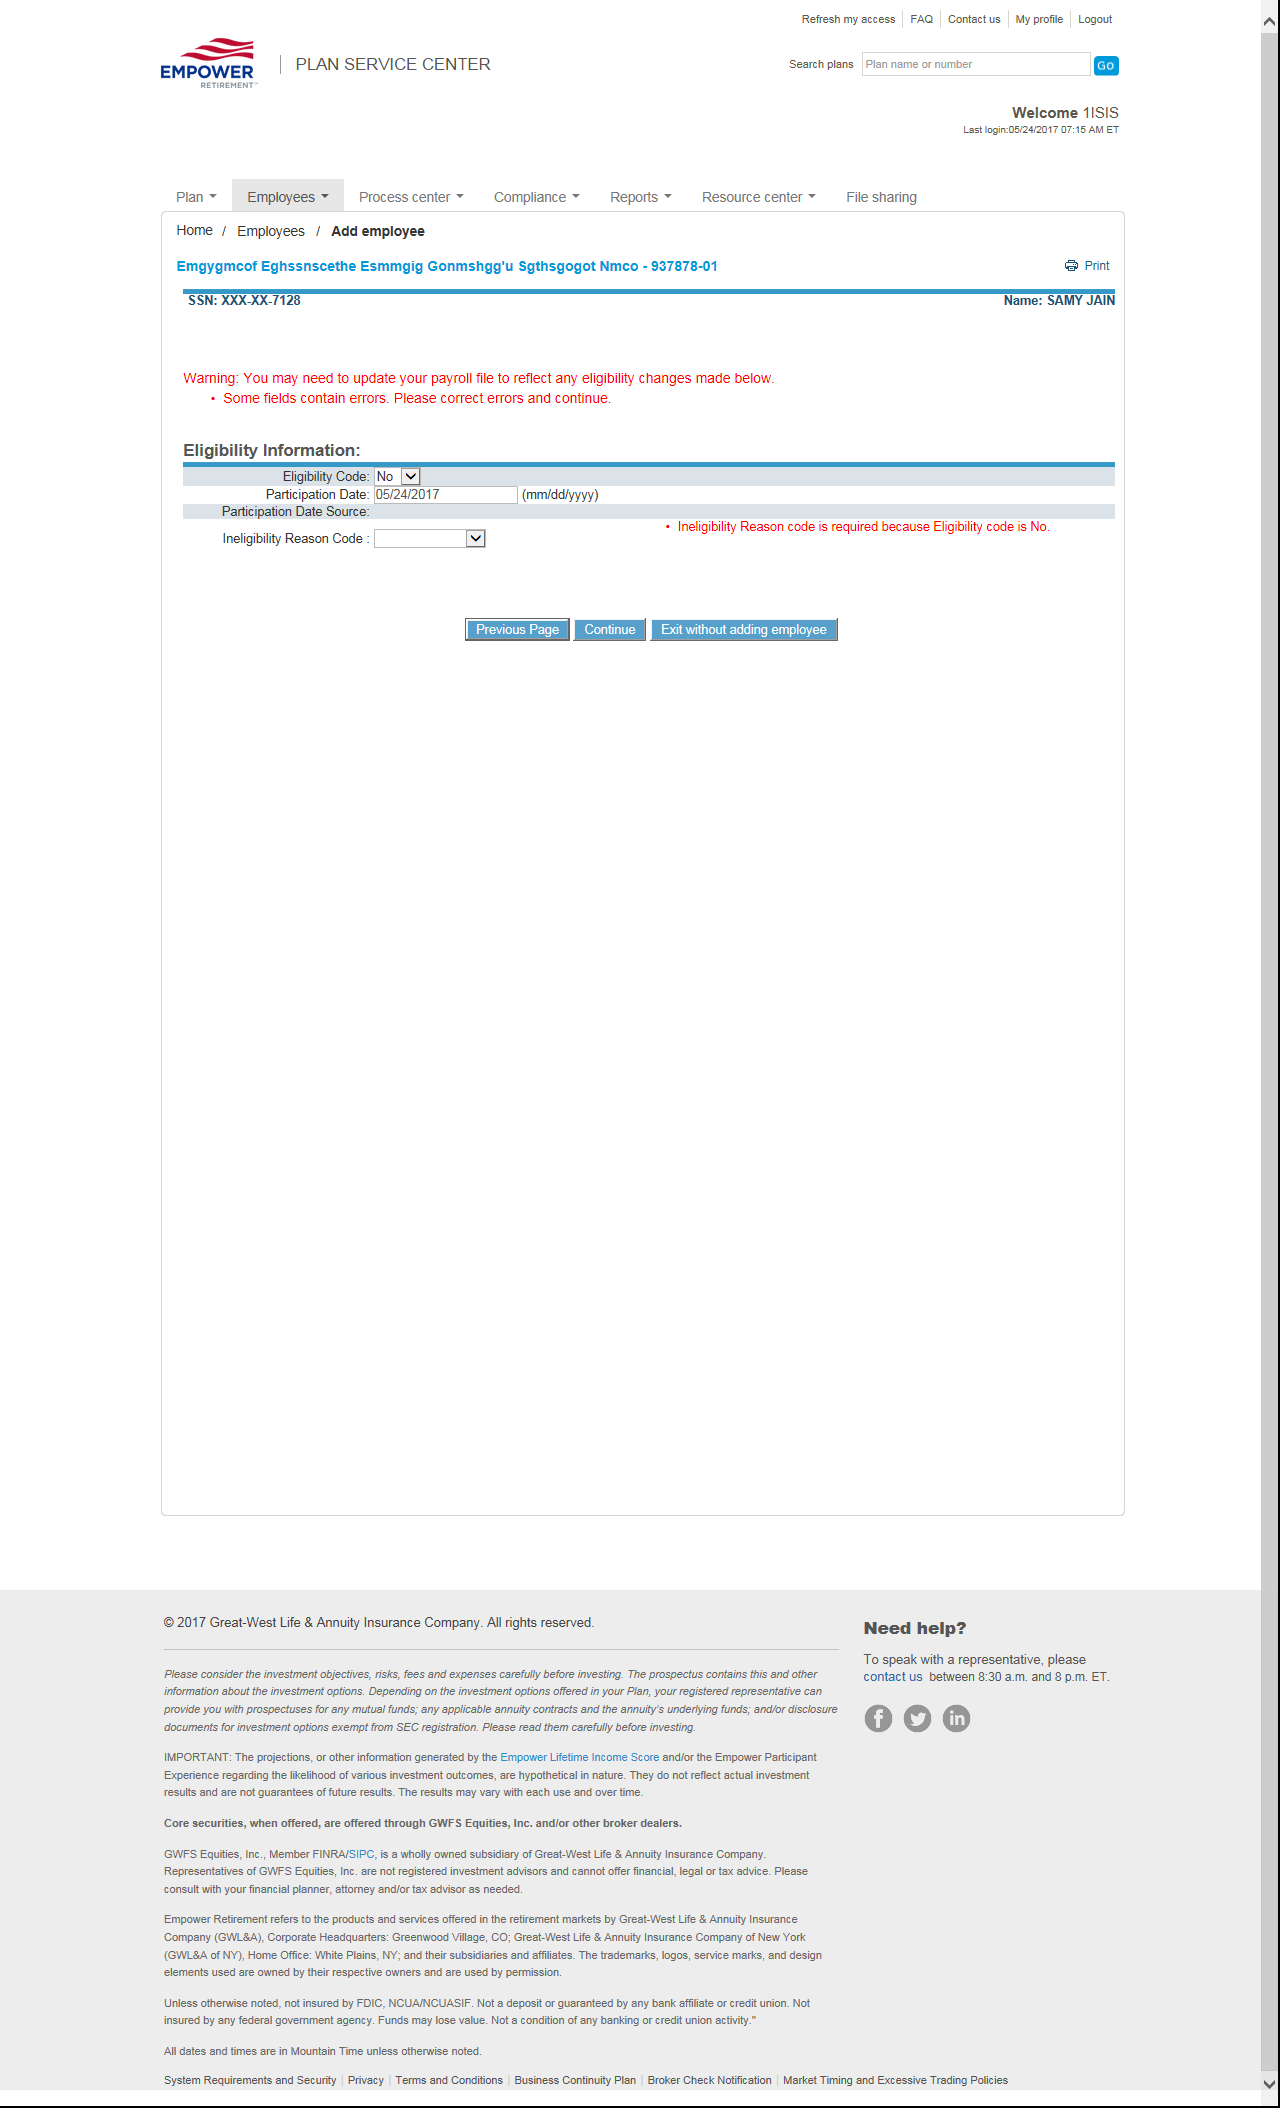 Refresh my access FAQ Contact us My profile Logout
EMPOWER
RETIREMENT
PLAN SERVICE CENTER
Search plans Plan name or number GO
Welcome 1ISIS
Last login:05/24/2017 07:15 AM ET
Plan Employees Process center Compliance Reports Resource center File sharing
Home / Employees / Add employee
Emgygmcof Eghssnscethe Esmmgig Gonmshgg'u Sgthsgogot Nmco - 937878-01 Print
SSN: XXX-XX-7128 Name: SAMY JAIN
Warning: You may need to update your payroll file to reflect any eligibility changes made below.
• Some fields contain errors. Please correct errors and continue.
Eligibility Information:
Eligibility Code: No
Participation Date: 05/24/2017 (mm/dd/yyyy)
Participation Date Source:
• Ineligibility Reason code is required because Eligibility code is No.
Ineligibility Reason Code :
Previous Page Continue Exit without adding employee
© 2017 Great-West Life & Annuity Insurance Company. All rights reserved.
Please consider the investment objectives, risks, fees and expenses carefully before investing. The prospectus contains this and other
information about the investment options. Depending on the investment options offered in your Plan, your registered representative can
provide you with prospectuses for any mutual funds; any applicable annuity contracts and the annuity's underlying funds; and/or disclosure
documents for investment options exempt from SEC registration. Please read them carefully before investing.
IMPORTANT: The projections, or other information generated by the Empower Lifetime Income Score and/or the Empower Participant
Experience regarding the likelihood of various investment outcomes, are hypothetical in nature. They do not reflect actual investment
results and are not guarantees of future results. The results may vary with each use and over time.
Core securities, when offered, are offered through GWFS Equities, Inc. and/or other broker dealers.
GWFS Equities, Inc., Member FINRA/SIPC, is a wholly owned subsidiary of Great-West Life & Annuity Insurance Company.
Representatives of GWFS Equities, Inc. are not registered investment advisors and cannot offer financial, legal or tax advice. Please
consult with your financial planner, attorney and/or tax advisor as needed.
Empower Retirement refers to the products and services offered in the retirement markets by Great-West Life & Annuity Insurance
Company (GWL&A), Corporate Headquarters: Greenwood Village, CO; Great-West Life & Annuity Insurance Company of New York
(GWL&A of NY), Home Office: White Plains, NY; and their subsidiaries and affiliates. The trademarks, logos, service marks, and design
elements used are owned by their respective owners and are used by permission.
Unless otherwise noted, not insured by FDIC, NCUA/NCUASIF. Not a deposit or guaranteed by any bank affiliate or credit union. Not
insured by any federal government agency. Funds may lose value. Not a condition of any banking or credit union activity."
All dates and times are in Mountain Time unless otherwise noted.
System Requirements and Security | Privacy | Terms and Conditions | Business Continuity Plan | Broker Check Notification | Market Timing and Excessive Trading Policies
Need help?
To speak with a representative, please
contact us between 8:30 a.m. and 8 p.m. ET.